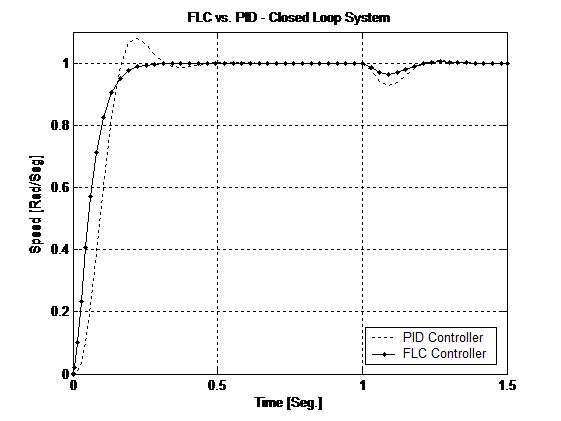 FLC vs. PID - Closed Loop System
1
0.8
0.6
0.4
0.2
0
Speed [Rad/Seg]
0
0.5
1
1.5
Time [Seg.]
PID Controller
FLC Controller